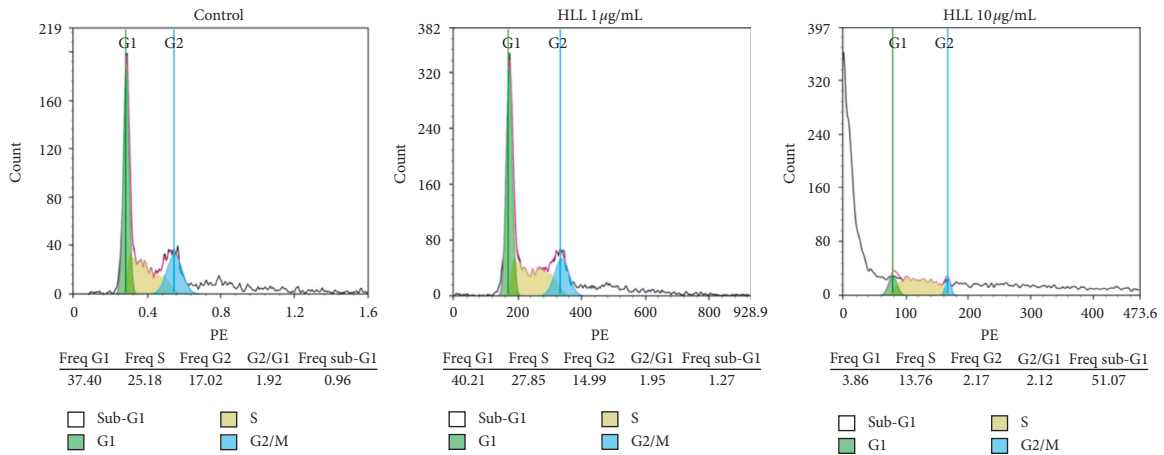 Control
219
160
120
80
40
0
Count
G1
G2
0
0.4
0.8
1.2
1.6
PE
Freq G1 Freq S Freq G2 G2/G1 Freq sub-G1
37.40 25.18 17.02 1.92 0.96
Sub-G1
S
G1
G2/M
HLL 1 μg/mL
382
320
240
160
80
0
Count
G1
G2
0
200
400
600
800
928.9
PE
Freq G1 Freq S Freq G2 G2/G1 Freq sub-G1
40.21 27.85 14.99 1.95 1.27
Sub-G1
S
G1
G2/M
HLL 10 μg/mL
397
320
240
160
80
0
Count
G1
G2
0
100
200
300
400
473.6
PE
Freq G1 Freq S Freq G2 G2/G1 Freq sub-G1
3.86 13.76 2.17 2.12 51.07
Sub-G1
S
G1
G2/M